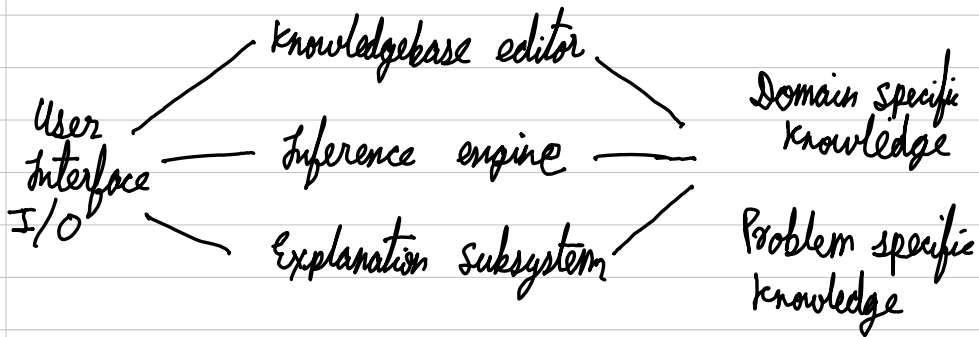 Knowledgebase editor
User
Interface
I/O
Inference engine
Explanation Subsystem
Domain specific
knowledge
Problem specific
knowledge